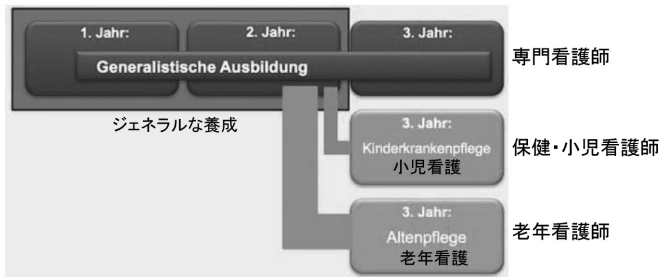 1. Jahr:
2. Jahr:
3. Jahr:
Generalistische Ausbildung
専門看護師
ジェネラルな養成
3. Jahr:
Kinderkrankenpflege
小児看護
保健・小児看護師
3. Jahr:
Altenpflege
老年看護
老年看護師